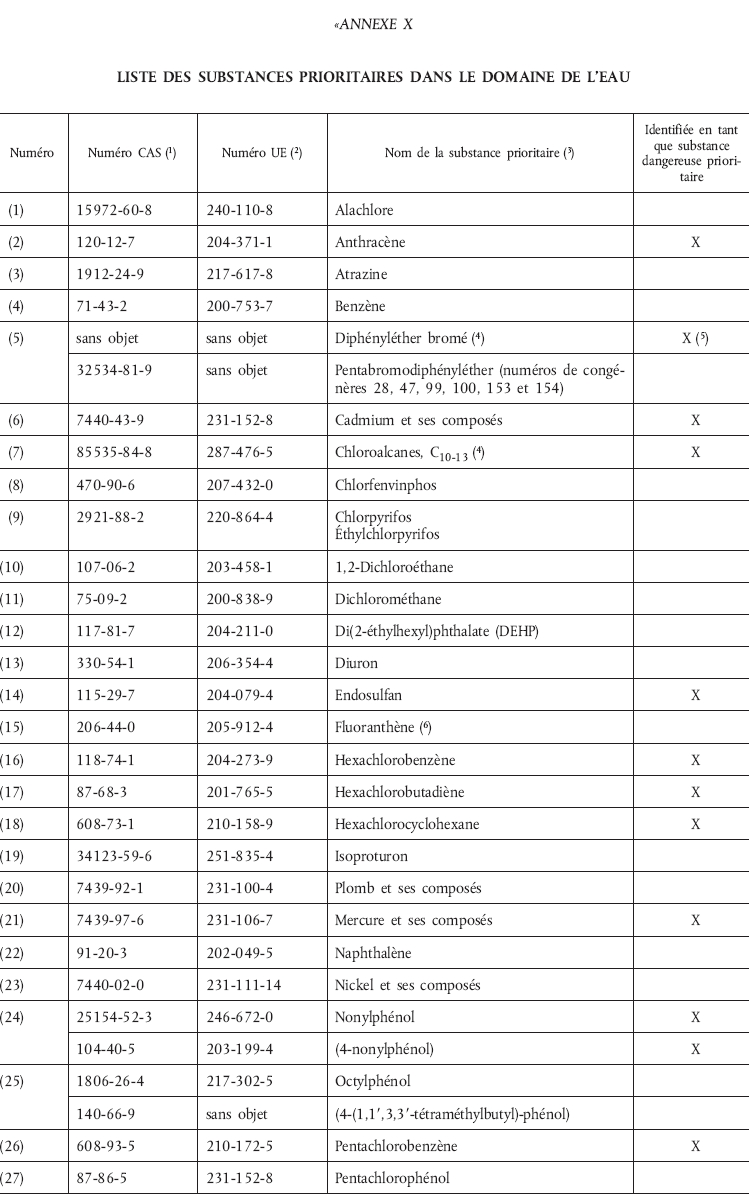 «ANNEXE X
LISTE DES SUBSTANCES PRIORITAIRES DANS LE DOMAINE DE L'EAU
Numéro Numéro CAS (¹) Numéro UE (²) Nom de la substance prioritaire (³) Identifiée en tant
que substance
dangereuse priori-
taire
(1) 15972-60-8 240-110-8 Alachlore
(2) 120-12-7 204-371-1 Anthracène X
(3) 1912-24-9 217-617-8 Atrazine
(4) 71-43-2 200-753-7 Benzène
(5) sans objet sans objet Diphényléther bromé (⁴) X (⁵)
32534-81-9 sans objet Pentabromodiphényléther (numéros de congé-
nères 28, 47, 99, 100, 153 et 154)
(6) 7440-43-9 231-152-8 Cadmium et ses composés X
(7) 85535-84-8 287-476-5 Chloroalcanes, C₁₀₋₁₃ (⁴) X
(8) 470-90-6 207-432-0 Chlorfenvinphos
(9) 2921-88-2 220-864-4 Chlorpyrifos
Éthylchlorpyrifos
(10) 107-06-2 203-458-1 1,2-Dichloroéthane
(11) 75-09-2 200-838-9 Dichlorométhane
(12) 117-81-7 204-211-0 Di(2-éthylhexyl)phthalate (DEHP)
(13) 330-54-1 206-354-4 Diuron
(14) 115-29-7 204-079-4 Endosulfan X
(15) 206-44-0 205-912-4 Fluoranthène (⁶)
(16) 118-74-1 204-273-9 Hexachlorobenzène X
(17) 87-68-3 201-765-5 Hexachlorobutadiène X
(18) 608-73-1 210-158-9 Hexachlorocyclohexane X
(19) 34123-59-6 251-835-4 Isoproturon
(20) 7439-92-1 231-100-4 Plomb et ses composés
(21) 7439-97-6 231-106-7 Mercure et ses composés X
(22) 91-20-3 202-049-5 Naphthalène
(23) 7440-02-0 231-111-14 Nickel et ses composés
(24) 25154-52-3 246-672-0 Nonylphénol X
104-40-5 203-199-4 (4-nonylphénol) X
(25) 1806-26-4 217-302-5 Octylphénol
140-66-9 sans objet (4-(1,1′,3,3′-tétraméthylbutyl)-phénol)
(26) 608-93-5 210-172-5 Pentachlorobenzène X
(27) 87-86-5 231-152-8 Pentachlorophénol